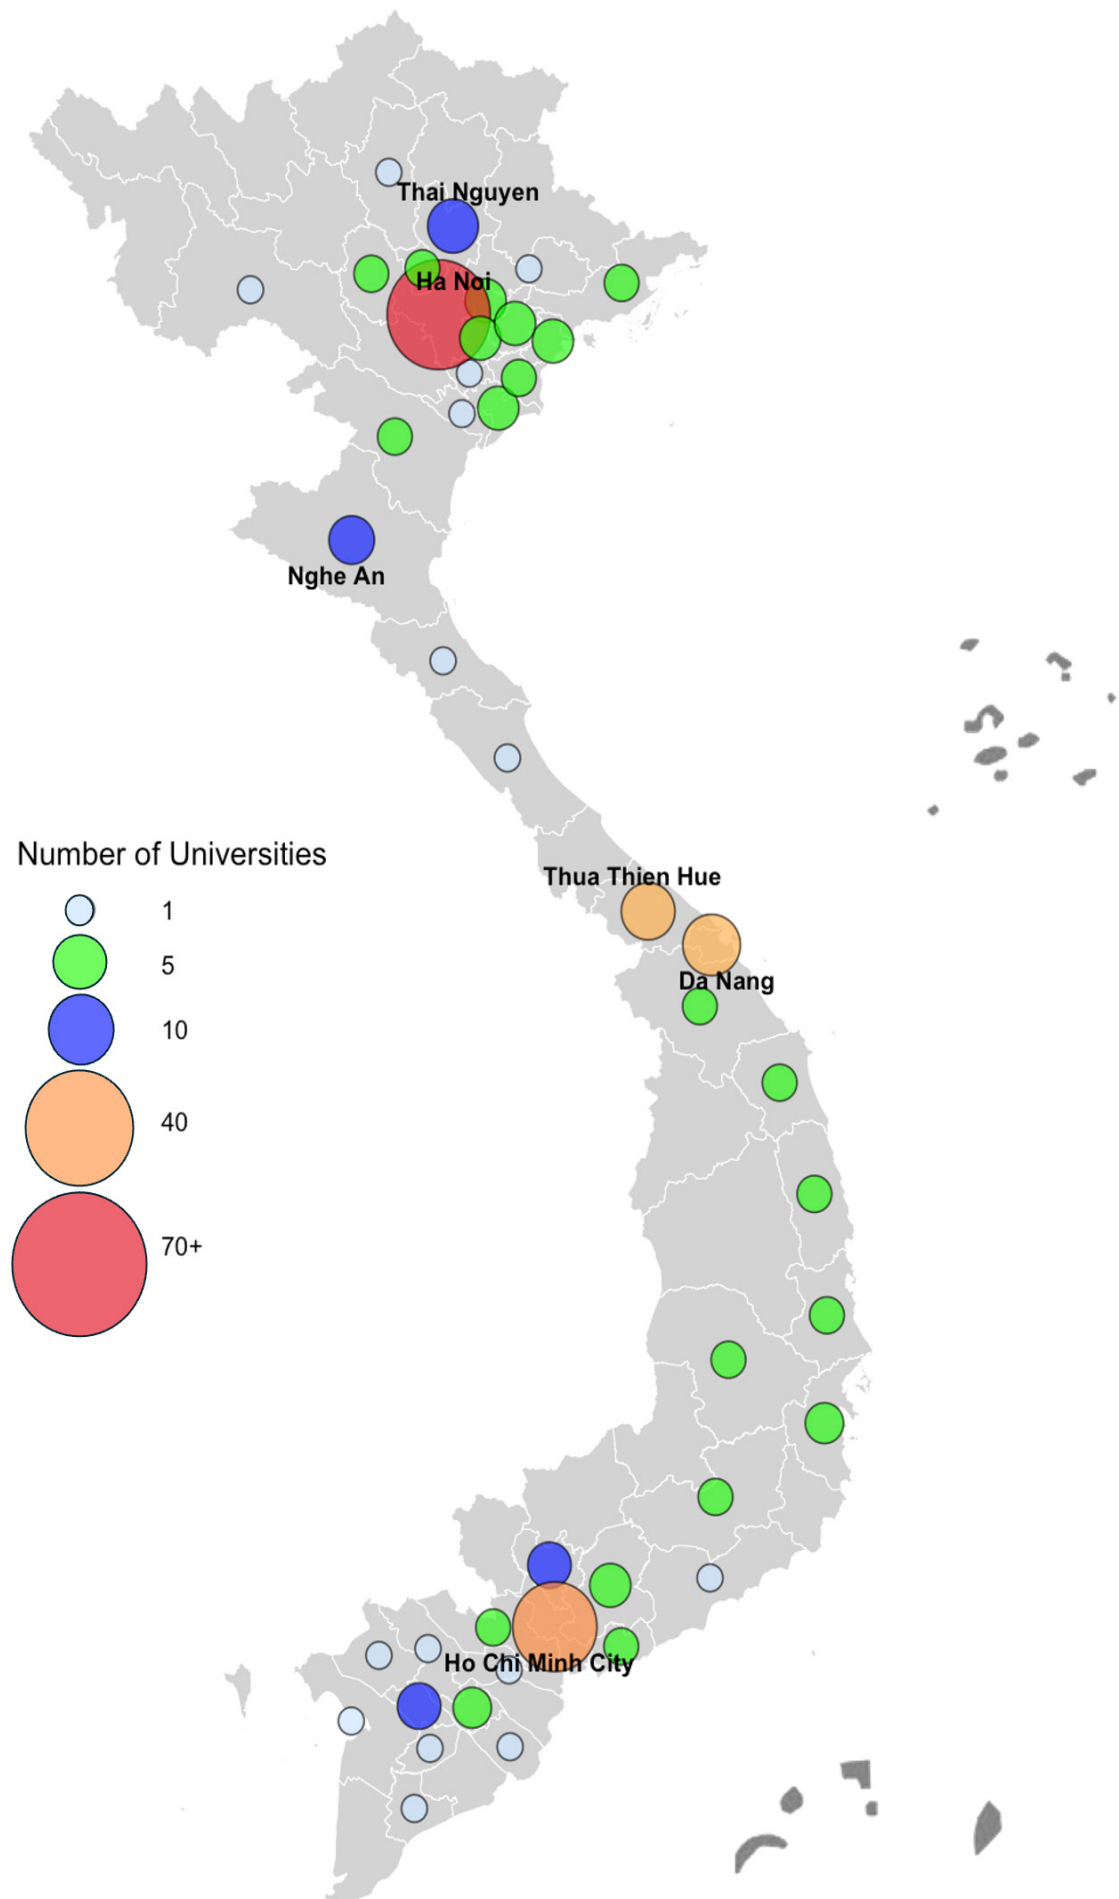 Thai Nguyen
Ha Noi
Nghe An
Number of Universities
1
5
10
40
70+
Thua Thien Hue
Da Nang
Ho Chi Minh City